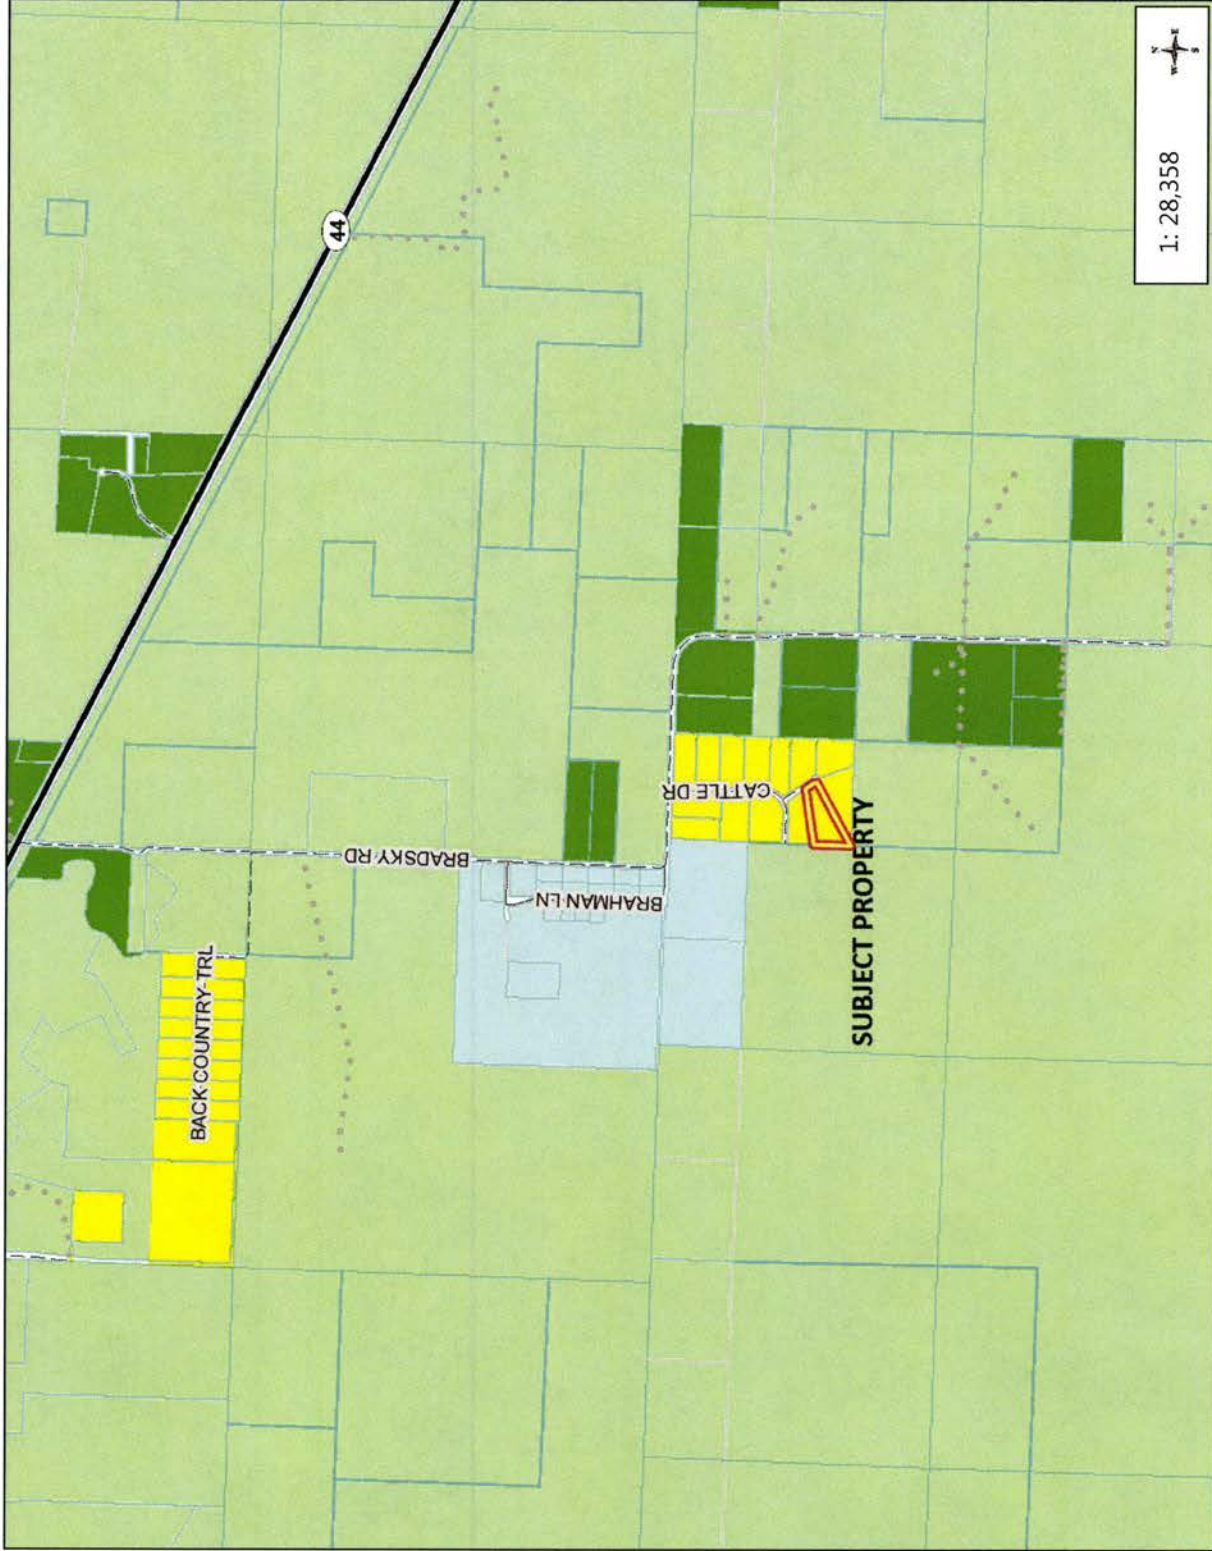 44
BACK COUNTRY TRL
BRADSKY RD
BRAHMAN LN
CATTLE DR
SUBJECT PROPERTY
1: 28,358
N
W
E
S